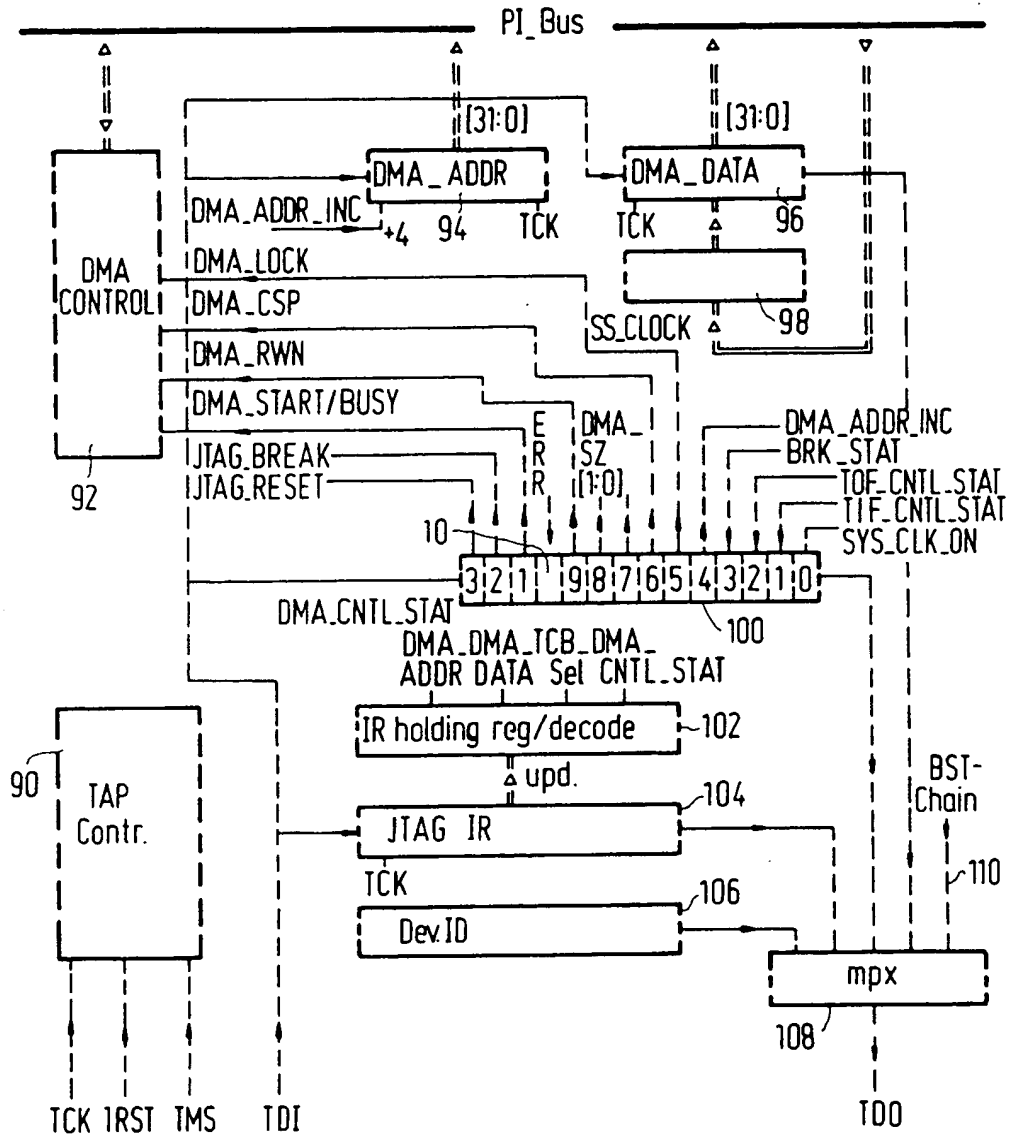 PI_Bus
[31:0]
[31:0]
DMA_ADDR
DMA_DATA
DMA_ADDR_INC
+4
94
TCK
TCK
96
DMA
CONTROL
DMA_LOCK
98
DMA_CSP
SS_CLOCK
DMA_RWN
DMA_START/BUSY
E
R
R
DMA_
SZ
[1:0]
DMA_ADDR_INC
BRK_STAT
TOF_CNTL_STAT
TIF_CNTL_STAT
SYS_CLK_ON
92
JTAG_BREAK
JTAG_RESET
10
3 2 1 9 8 7 6 5 4 3 2 1 0
DMA_CNTL_STAT
100
DMA_DMA_TCB_DMA_
ADDR DATA Sel CNTL_STAT
IR holding reg/decode
102
90
upd.
TAP
Contr.
JTAG IR
104
BST-
Chain
TCK
110
106
Dev.ID
mpx
108
TCK 1RST TMS TDI TDO